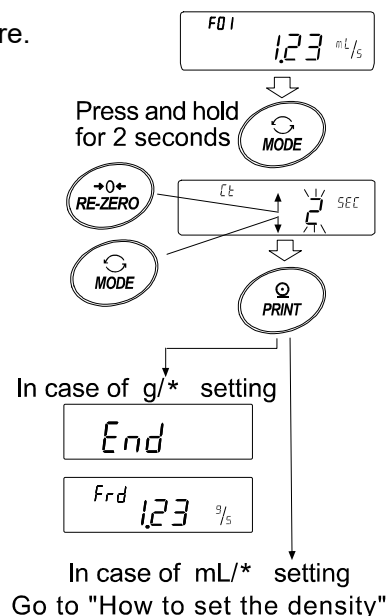 re.
F01
1.23 mL/s
Press and hold
for 2 seconds
MODE
→0←
RE-ZERO
Ct 2 SEC
MODE
PRINT
In case of g/* setting
End
Frd
1.23 g/s
In case of mL/* setting
Go to "How to set the density"